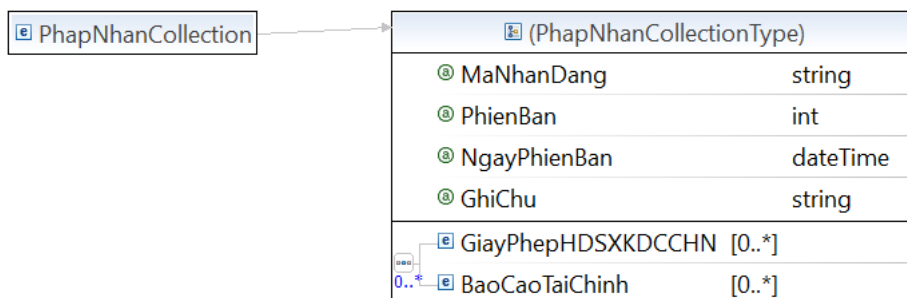 e PhapNhanCollection
(PhapNhanCollectionType)
a MaNhanDang string
a PhienBan int
a NgayPhienBan dateTime
a GhiChu string
e GiayPhepHDSXKDCCHN [0..*]
0..*
e BaoCaoTaiChinh [0..*]